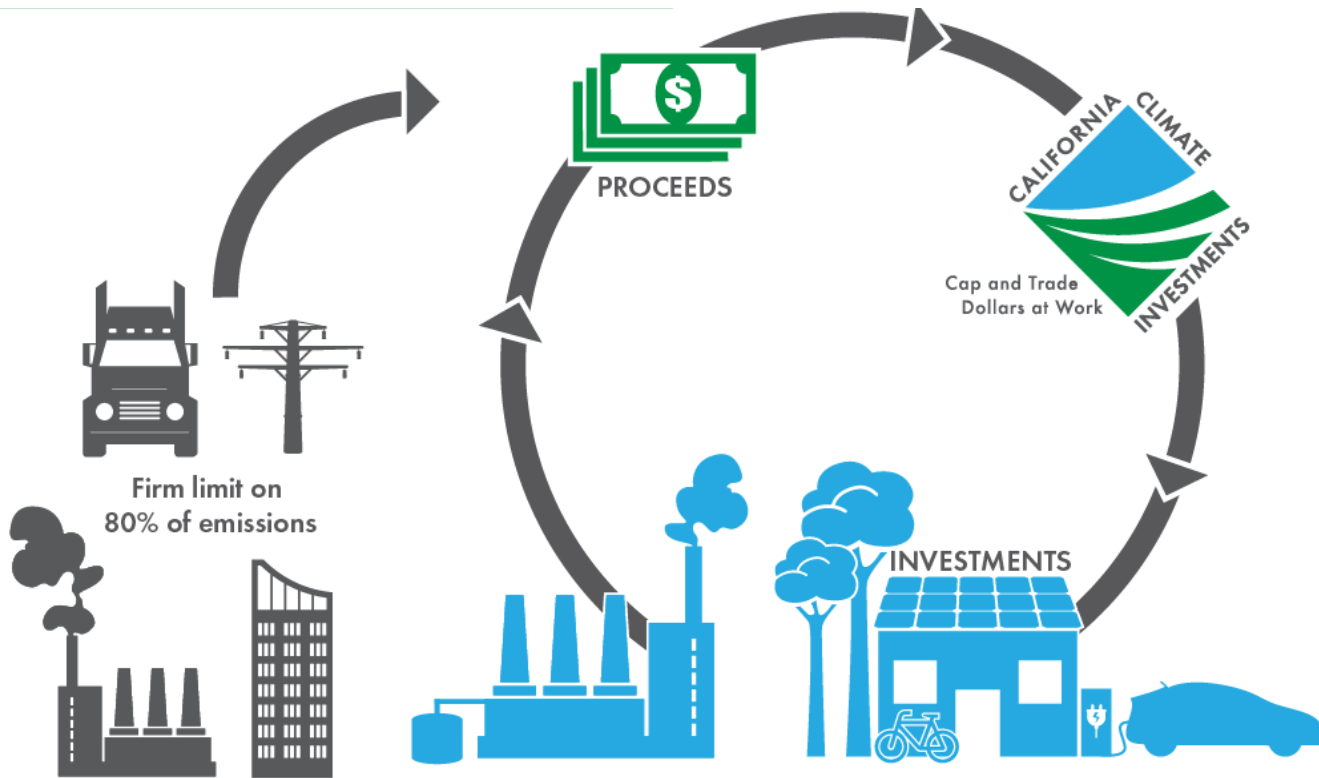 $
PROCEEDS
CALIFORNIA
CLIMATE
INVESTMENTS
Cap and Trade
Dollars at Work
Firm limit on
80% of emissions
INVESTMENTS